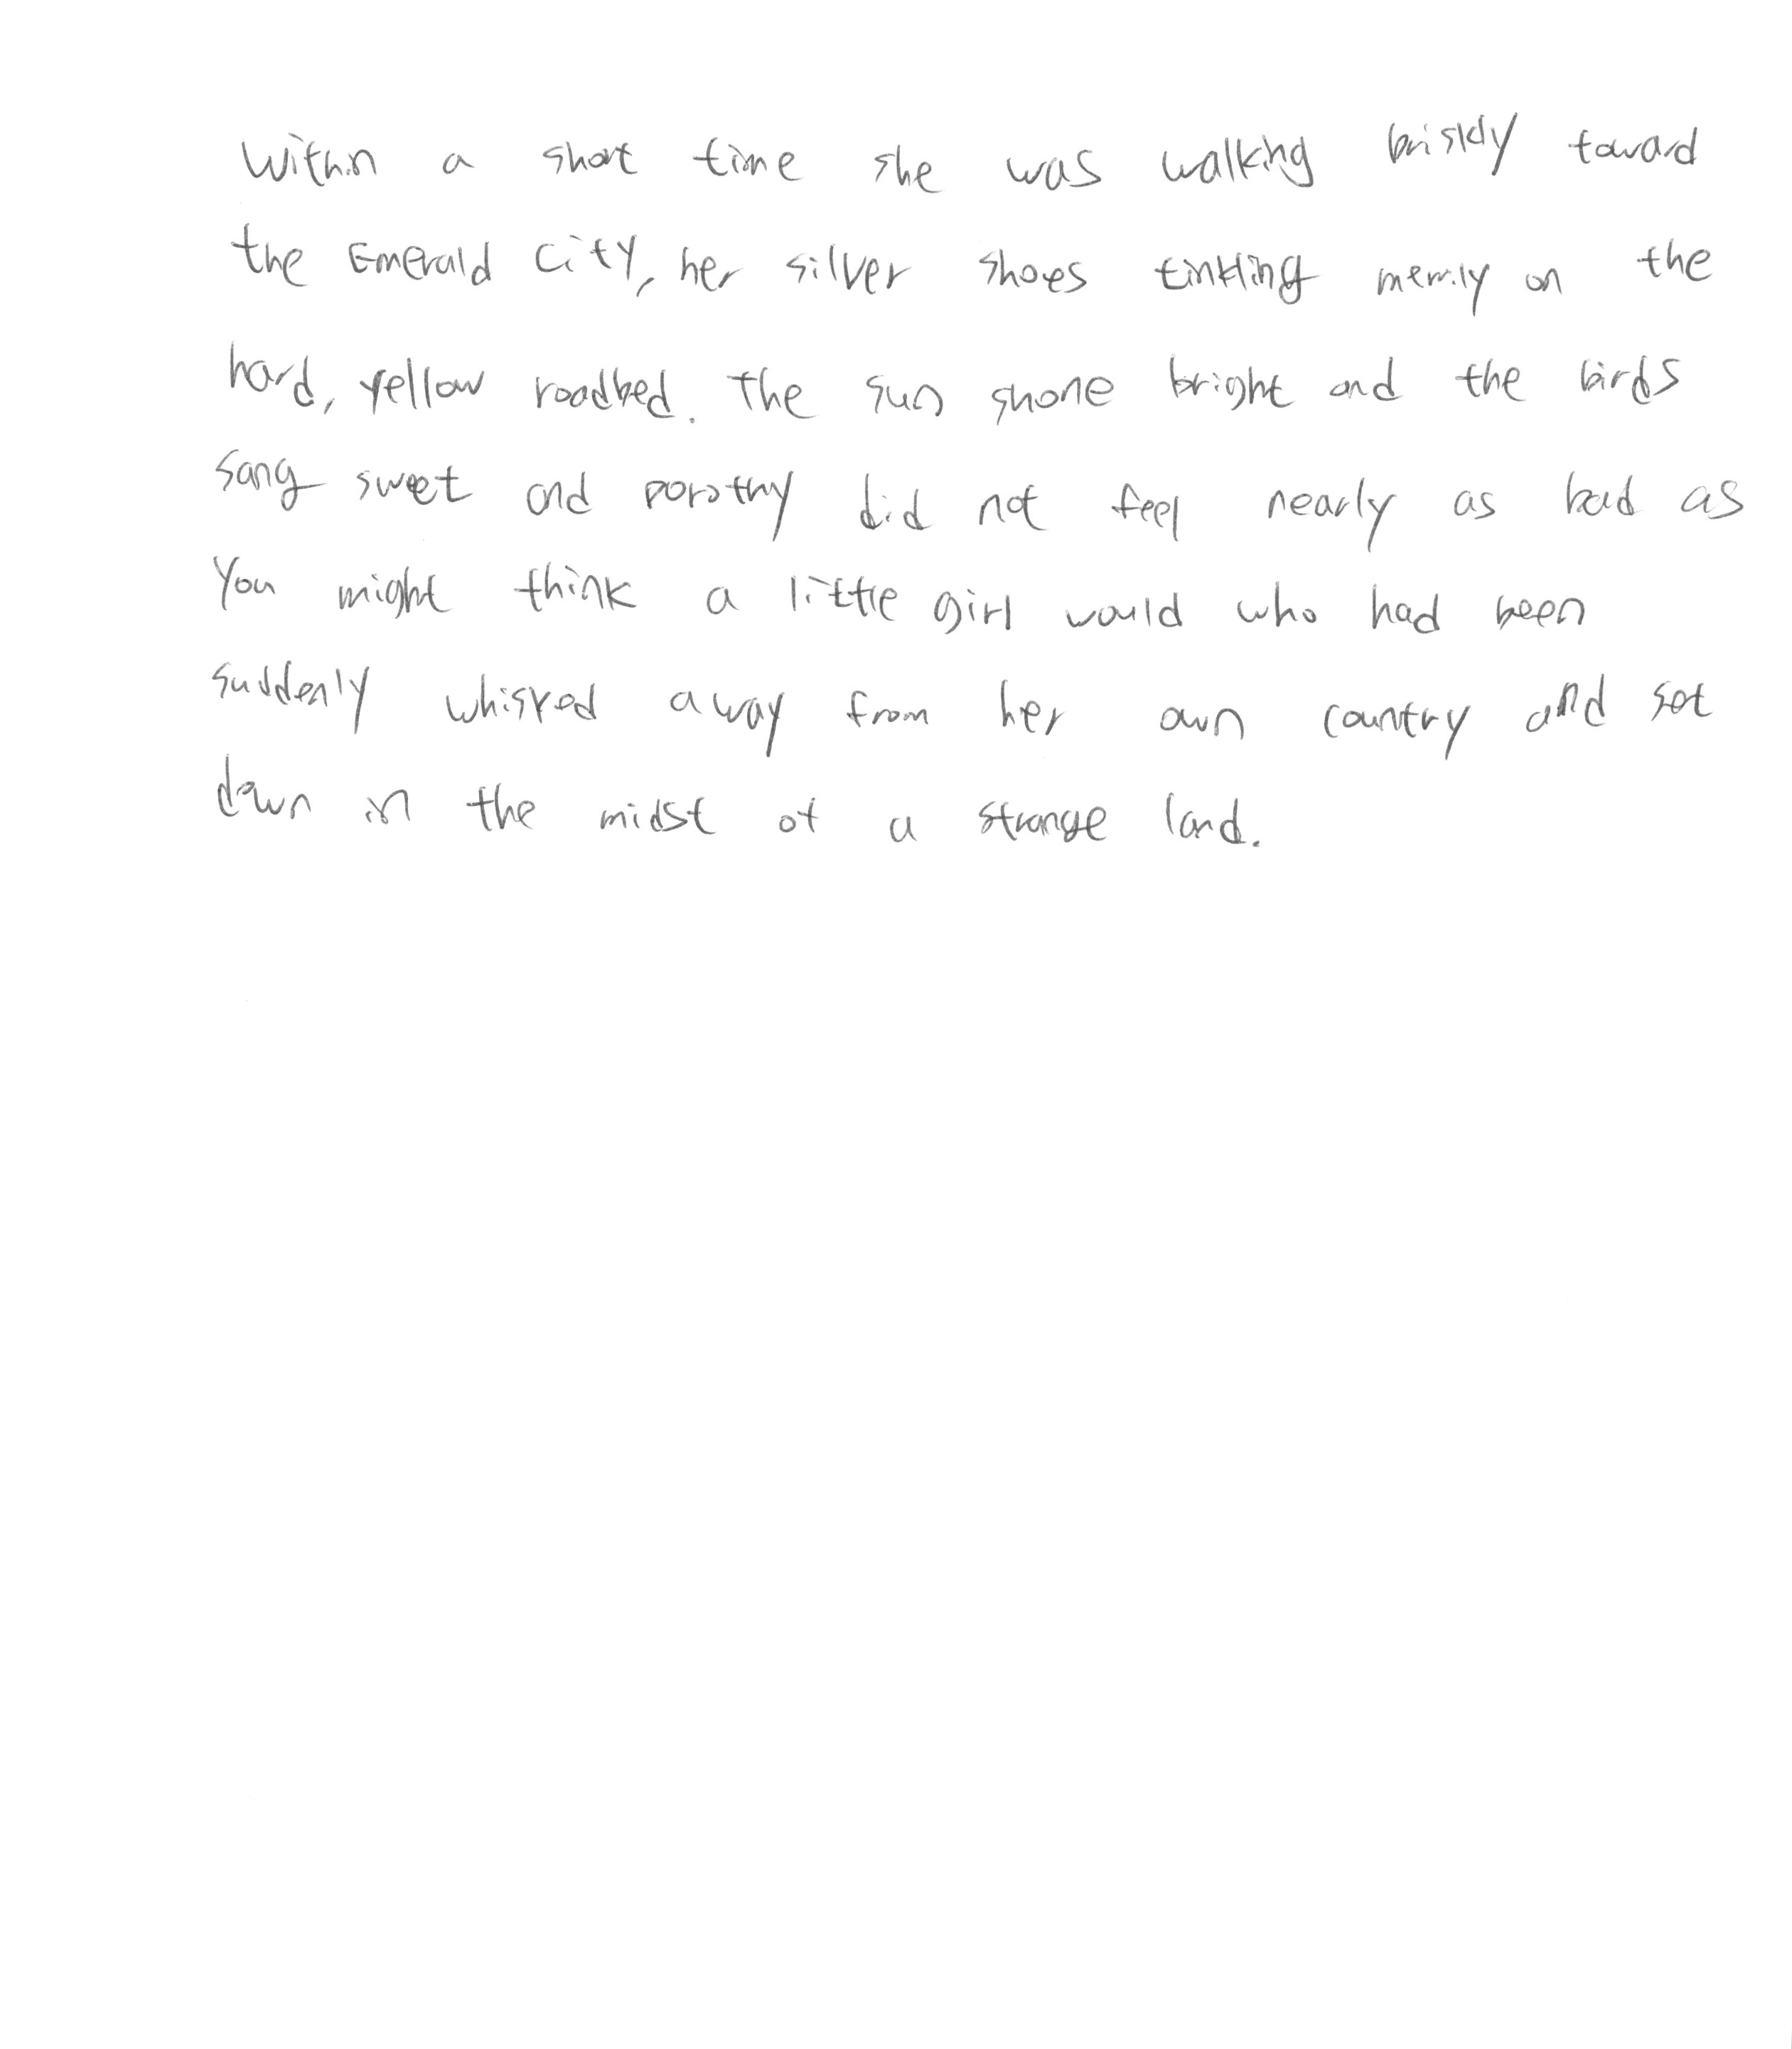 Within a short time she was walking briskly toward
the Emerald City, her silver shoes tinkling merrily on the
hard, yellow roadbed. The sun shone bright and the birds
sang sweet and Dorothy did not feel nearly as bad as
you might think a little girl would who had been
suddenly whisked away from her own country and set
down in the midst of a strange land.